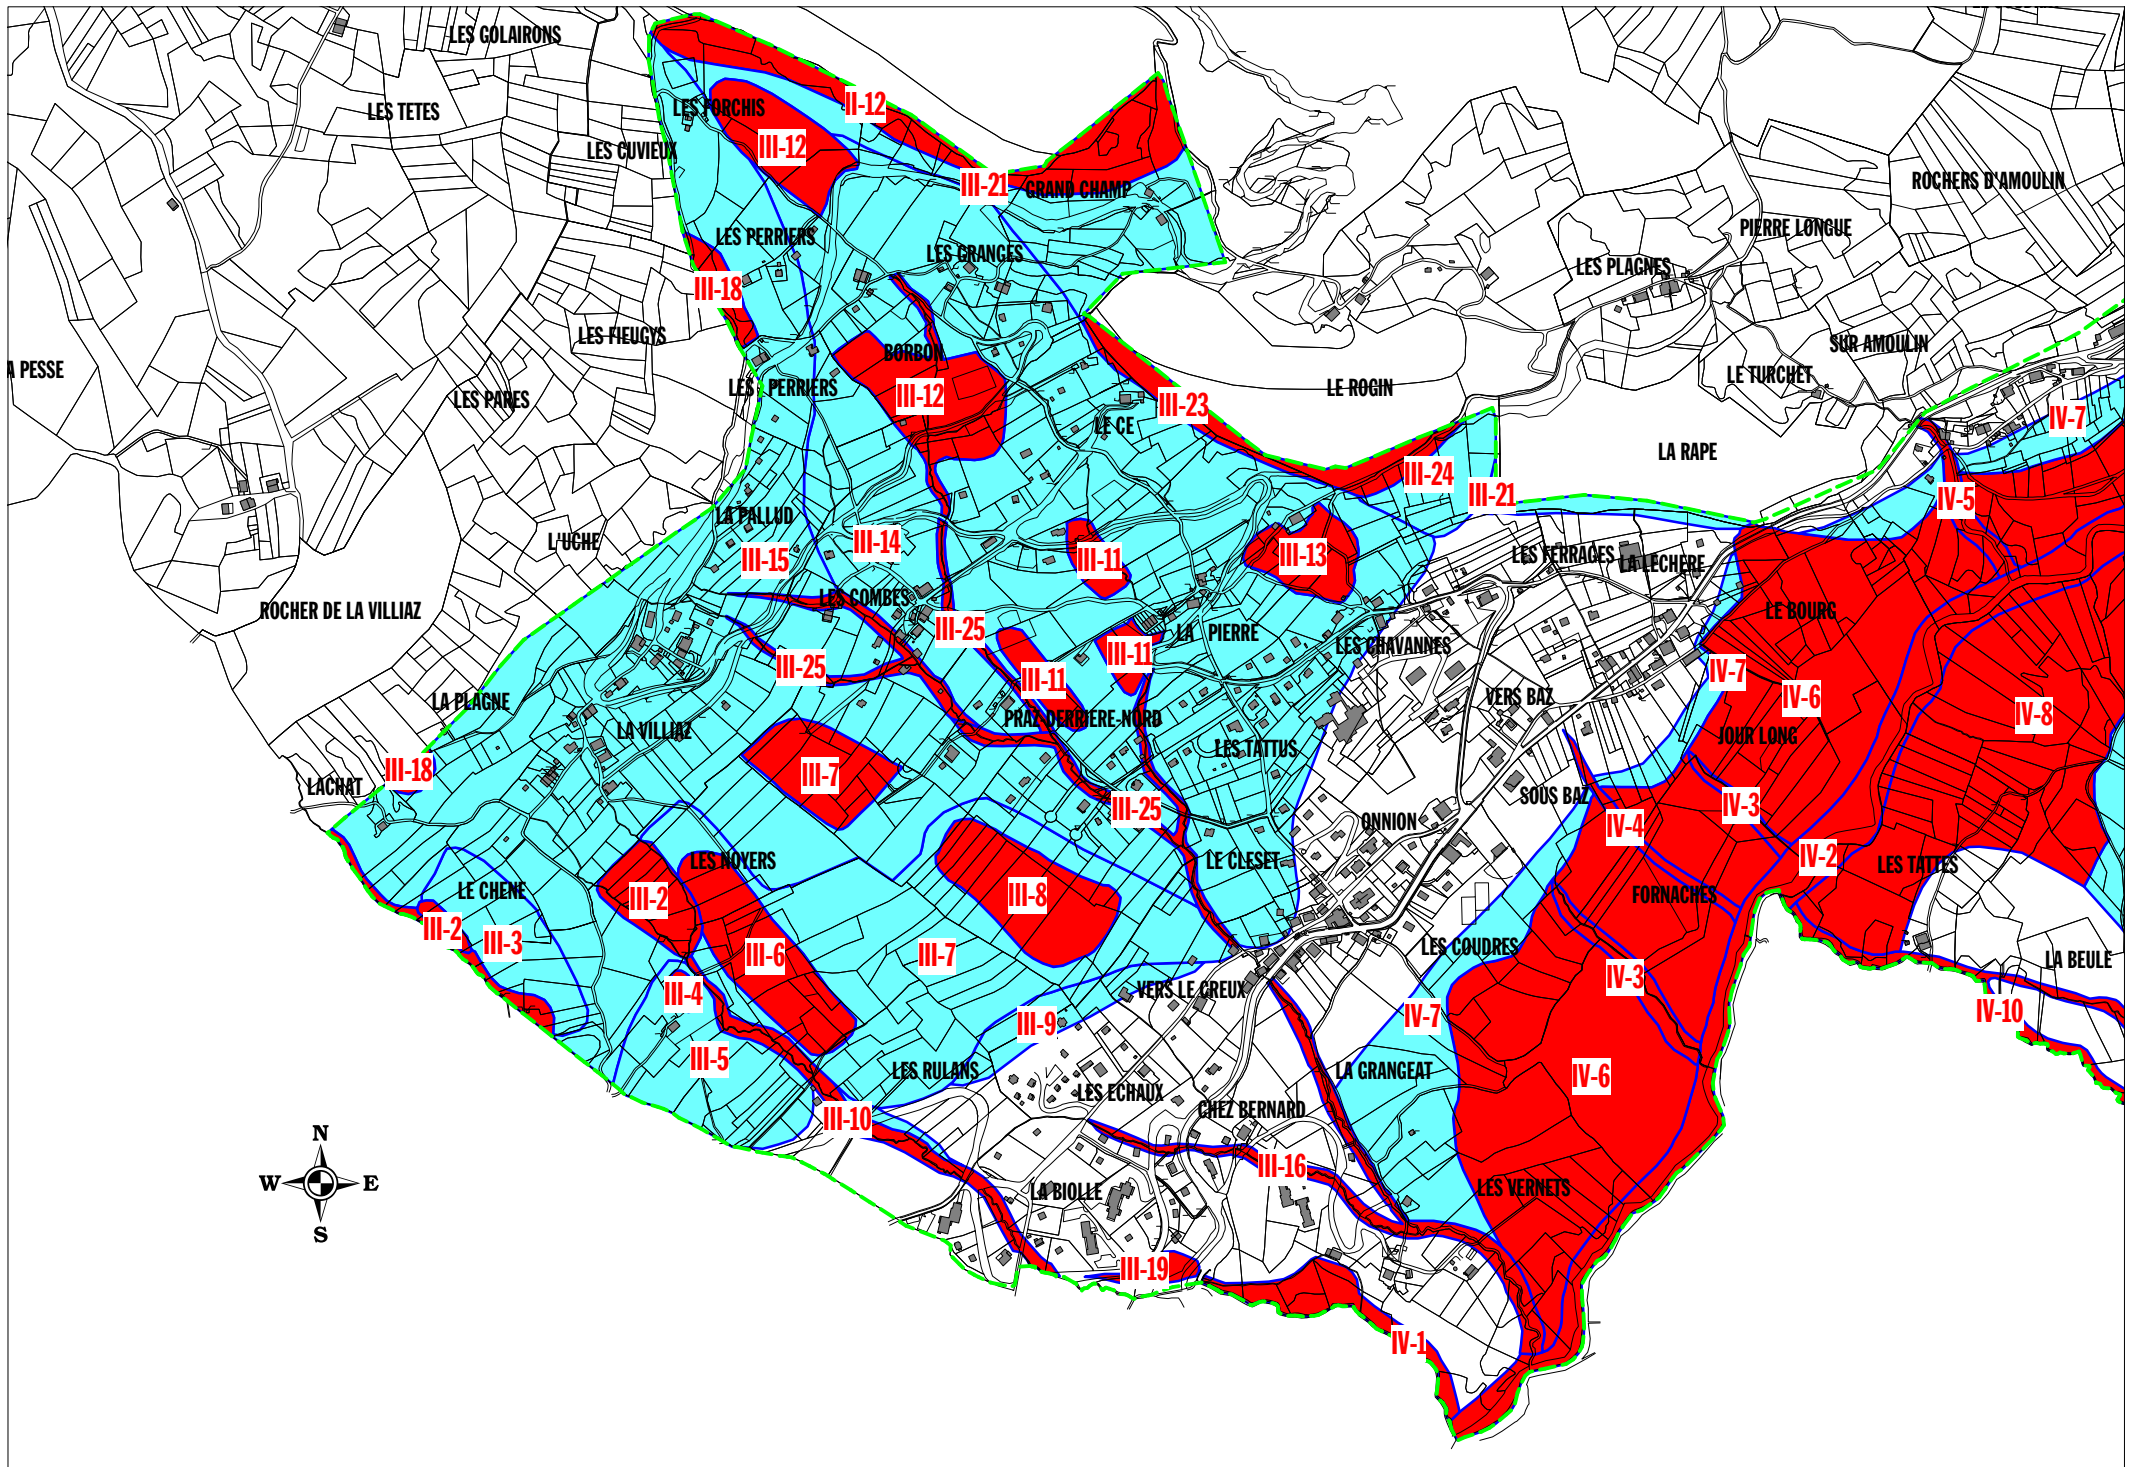 LES GOLAIRONS
LES TETES
LES FORCHIS
II-12
LES CUVIEUX
III-12
III-21
GRAND CHAMP
ROCHERS D'AMOULIN
LES PERRIERS
PIERRE LONGUE
LES GRANGES
LES PLAGNES
III-18
LES FIEUGYS
SUR AMOULIN
BORBON
A PESSE
LE TURCHET
LES PERRIERS
LE ROGIN
LES PARES
III-12
III-23
IV-7
LE CE
LA RAPE
III-24
III-21
IV-5
LA PALLUD
L'UCHE
III-14
III-15
III-11
III-13
LES FERRAGES
LA LECHERE
LES COMBES
ROCHER DE LA VILLIAZ
LE BOURG
III-25
LA PIERRE
LES CHAVANNES
III-25
III-11
III-11
IV-7
LA PLAGNE
VERS BAZ
IV-6
LA VILLIAZ
PRAZ DERRIERE-NORD
IV-8
JOUR LONG
LES TATTUS
III-18
III-7
LACHAT
SOUS BAZ
IV-3
III-25
ONNION
IV-4
LES NOYERS
LE CLESET
IV-2
LES TATTES
LE CHENE
III-2
III-8
FORNACHES
III-2
III-3
III-6
III-7
LES COUDRES
LA BEULE
III-4
VERS LE CREUX
IV-3
IV-7
III-9
IV-10
III-5
LES RULANS
LA GRANGEAT
IV-6
LES ECHAUX
CHEZ BERNARD
III-10
N
III-16
W
E
LA BIOLLE
LES VERNETS
S
III-19
IV-1